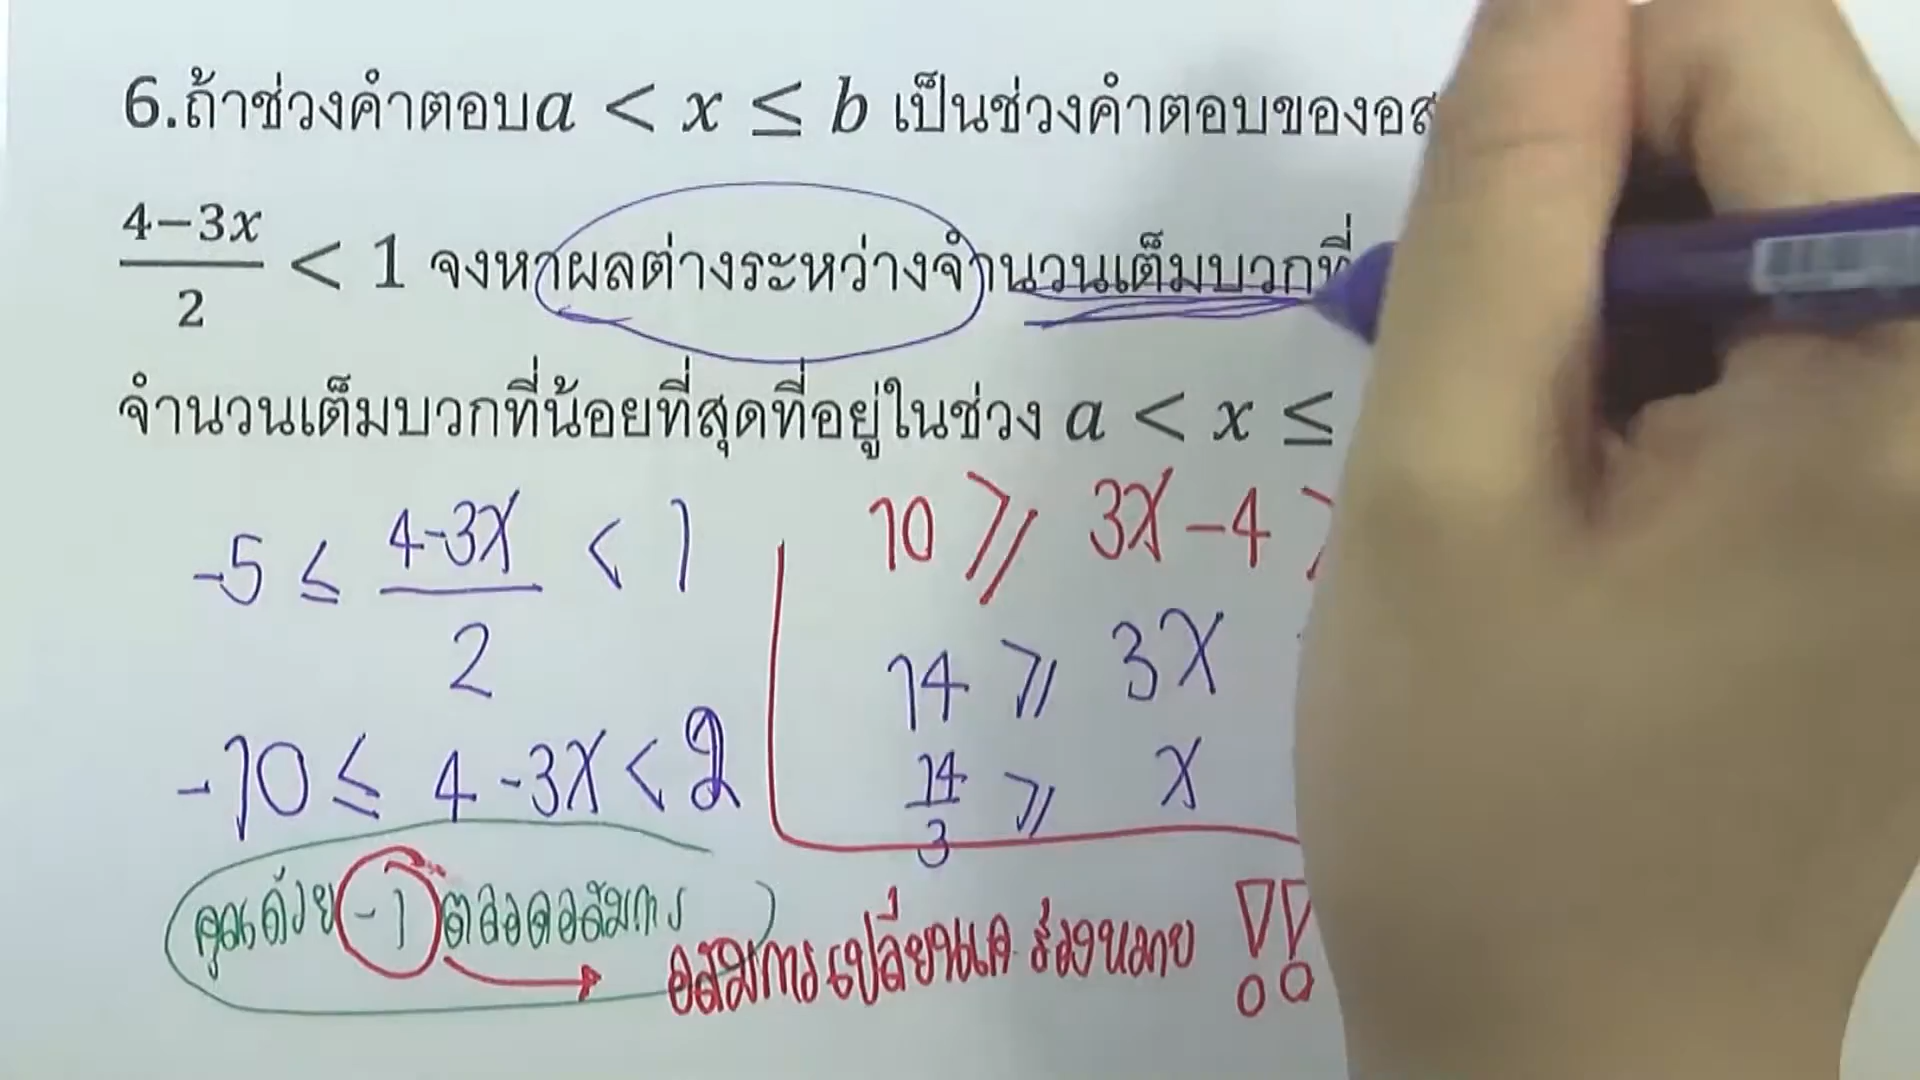 6.ถ้าช่วงคำตอบa < x ≤ b เป็นช่วงคำตอบของอส
4−3x
2
< 1 จงหาผลต่างระหว่างจำนวนเต็มบวกที่
จำนวนเต็มบวกที่น้อยที่สุดที่อยู่ในช่วง a < x ≤
-5 ≤ 4-3x < 1
2
-10 ≤ 4-3x < 2
คูณด้วย -1 ตลอดอสมการ
10 ≥ 3x-4 >
14 ≥ 3x
14 ≥ x
3
อสมการเปลี่ยนเครื่องหมาย !!